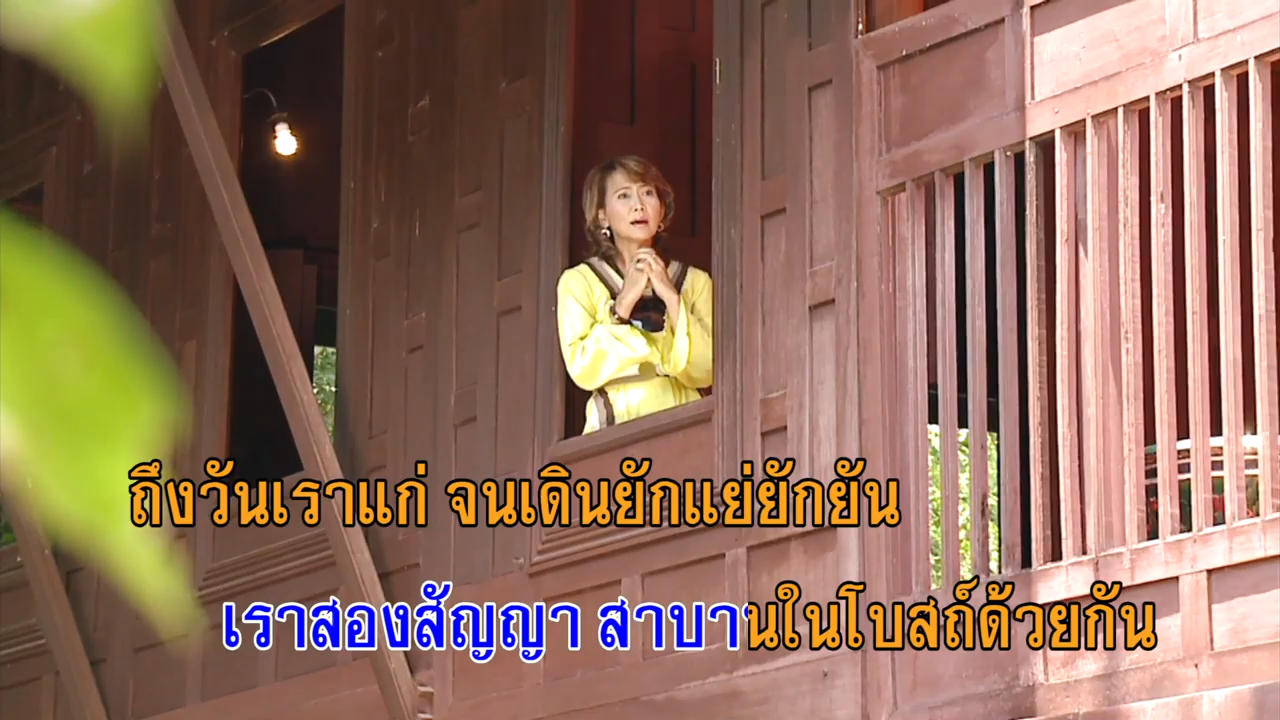 ถึงวันเราแก่ จนเดินยักแย่ยักยัน
เราสองสัญญา สาบานในโบสถ์ด้วยกัน